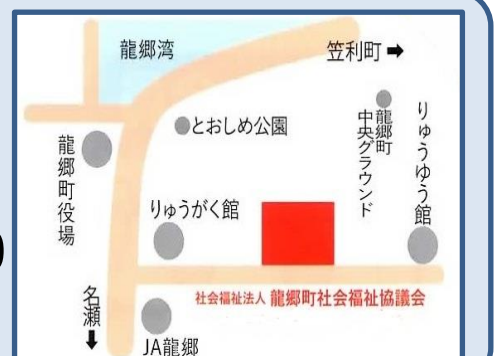 龍郷湾
笠利町➡
とおしめ公園
龍郷町
中央グラウンド
りゅうゆう館
龍郷町役場
りゅうがく館
社会福祉法人 龍郷町社会福祉協議会
名瀬⬇
JA龍郷